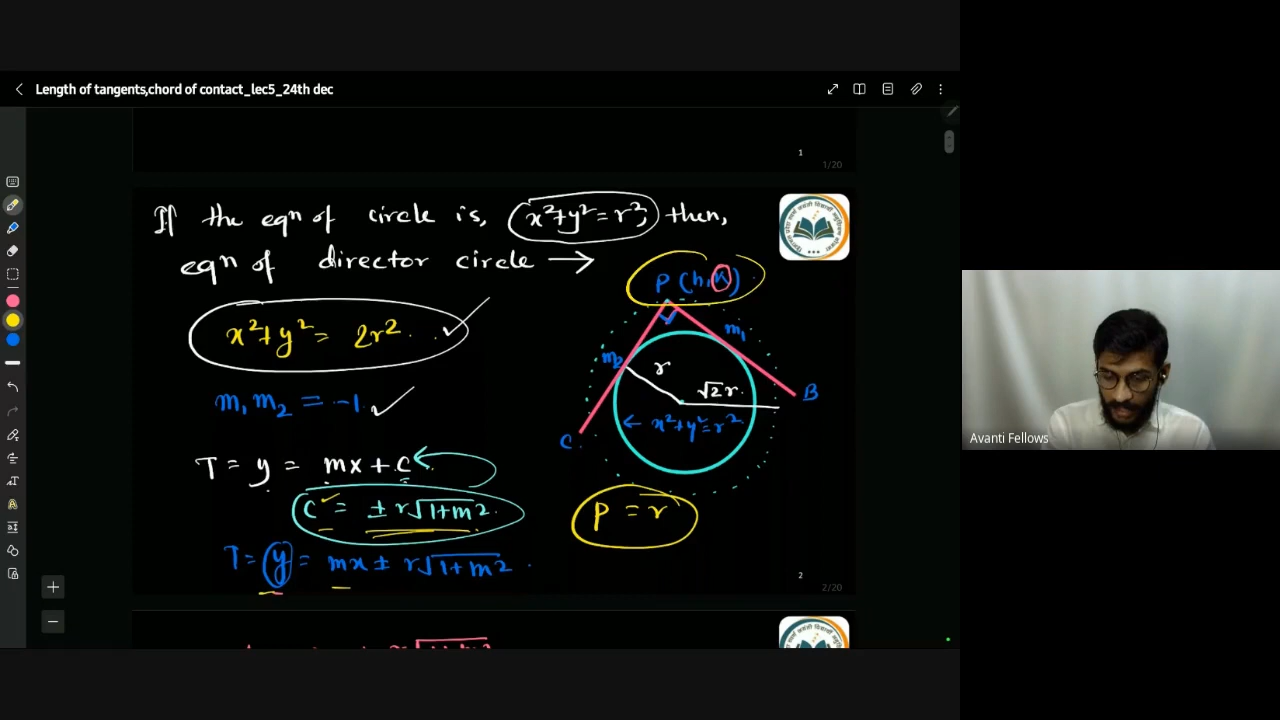 Length of tangents,chord of contact_lec5_24th dec
1
1/20
If the eqn of circle is, x²+y²=r², then,
eqn of director circle →
P(h,k)
x²+y² = 2r².
m₁
m₂
r
√2r.
B
m₁m₂ = -1
← x²+y²=r²
C
T = y = mx + c
c = ± r√1+m²
P = r
T = y = mx ± r√1+m² .
2
2/20
Avanti Fellows